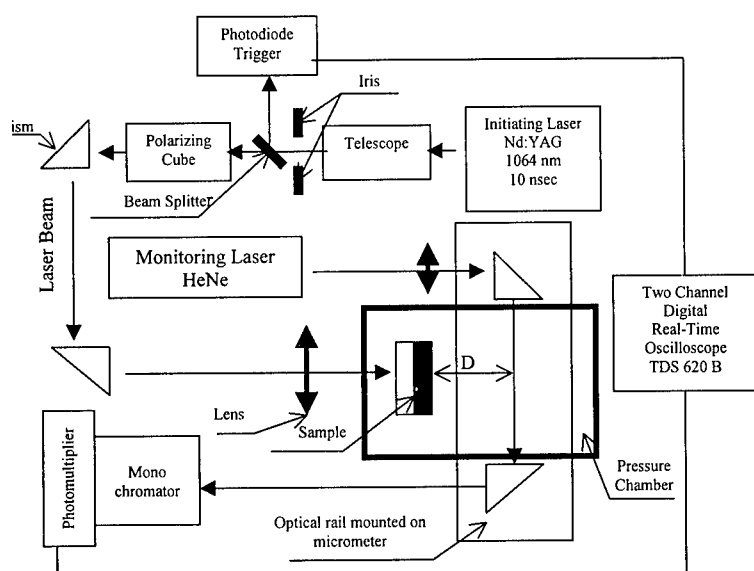 Photodiode
Trigger
Iris
ism
Polarizing
Cube
Telescope
Initiating Laser
Nd:YAG
1064 nm
10 nsec
Beam Splitter
Laser Beam
Monitoring Laser
HeNe
Two Channel
Digital
Real-Time
Oscilloscope
TDS 620 B
D
Lens
Sample
Photomultiplier
Mono
chromator
Pressure
Chamber
Optical rail mounted on
micrometer